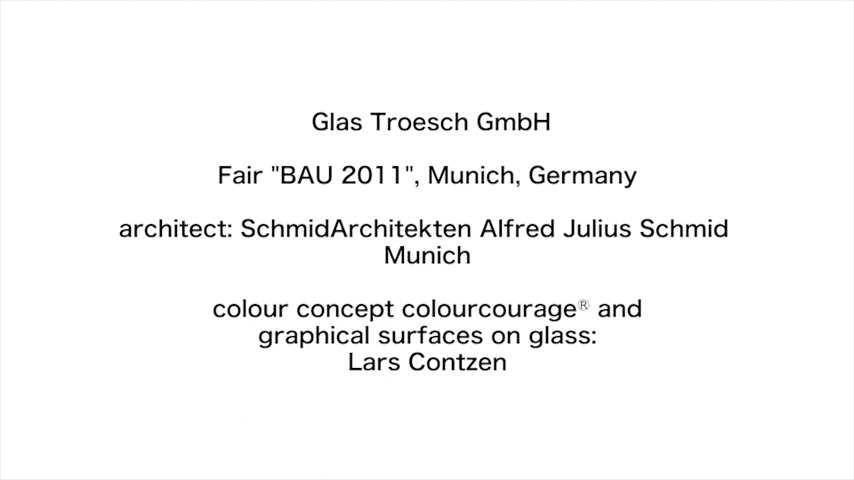 Glas Troesch GmbH
Fair "BAU 2011", Munich, Germany
architect: SchmidArchitekten Alfred Julius Schmid
Munich
colour concept colourcourage® and
graphical surfaces on glass:
Lars Contzen